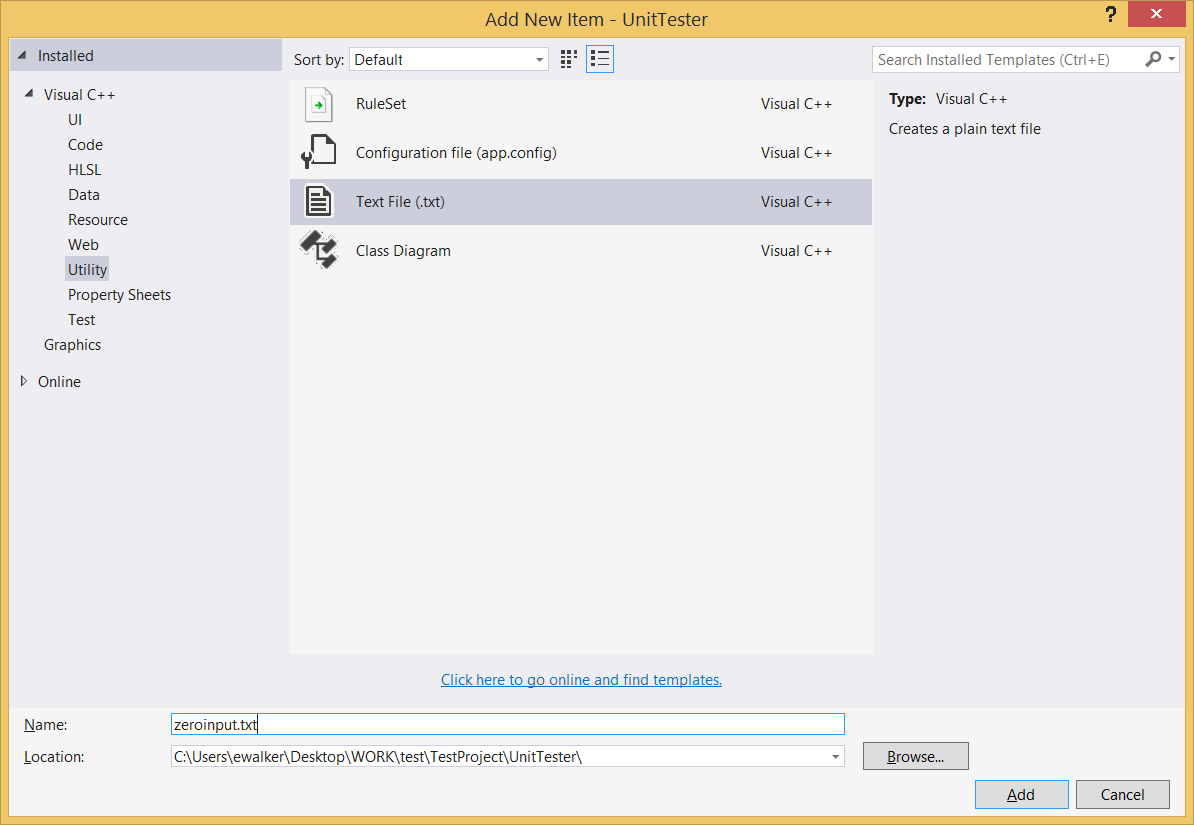 Add New Item - UnitTester
?
Installed
Visual C++
UI
Code
HLSL
Data
Resource
Web
Utility
Property Sheets
Test
Graphics
Online
Sort by: Default
RuleSet Visual C++
Configuration file (app.config) Visual C++
Text File (.txt) Visual C++
Class Diagram Visual C++
Click here to go online and find templates.
Search Installed Templates (Ctrl+E)
Type: Visual C++
Creates a plain text file
Name: zeroinput.txt
Location: C:\Users\ewalker\Desktop\WORK\test\TestProject\UnitTester\
Browse...
Add Cancel